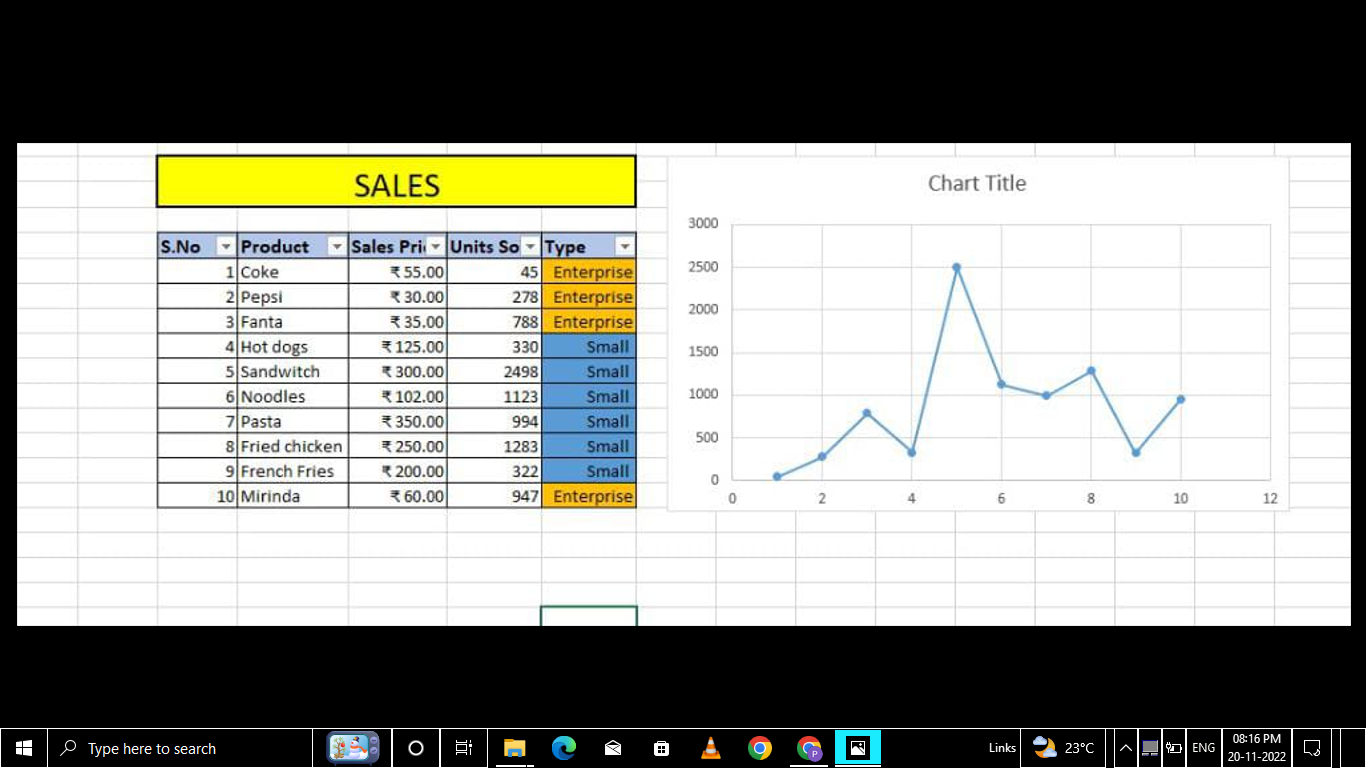 SALES
S.No Product Sales Pri Units So Type
1 Coke ₹ 55.00 45 Enterprise
2 Pepsi ₹ 30.00 278 Enterprise
3 Fanta ₹ 35.00 788 Enterprise
4 Hot dogs ₹ 125.00 330 Small
5 Sandwitch ₹ 300.00 2498 Small
6 Noodles ₹ 102.00 1123 Small
7 Pasta ₹ 350.00 994 Small
8 Fried chicken ₹ 250.00 1283 Small
9 French Fries ₹ 200.00 322 Small
10 Mirinda ₹ 60.00 947 Enterprise
Chart Title
3000
2500
2000
1500
1000
500
0
0 2 4 6 8 10 12
Type here to search
Links 23°C ENG
08:16 PM
20-11-2022